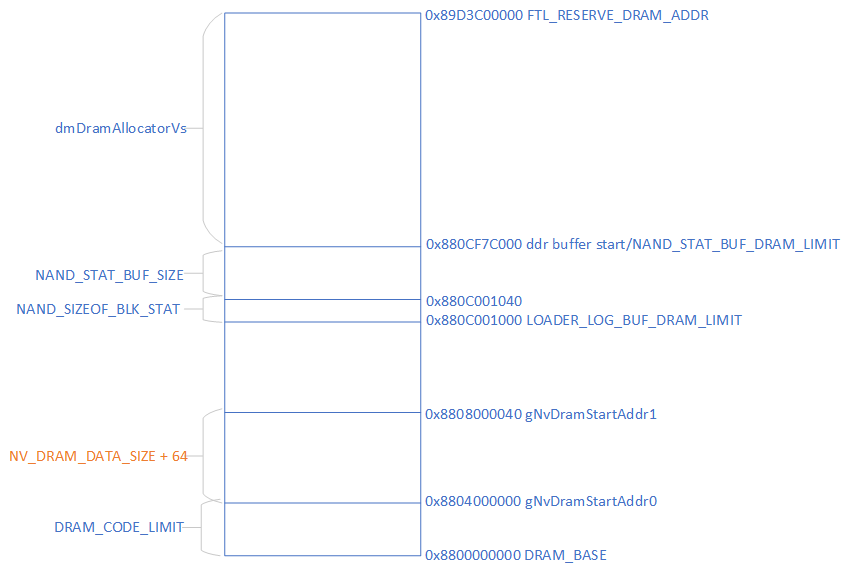 0x89D3C00000 FTL_RESERVE_DRAM_ADDR
dmDramAllocatorVs
0x880CF7C000 ddr buffer start/NAND_STAT_BUF_DRAM_LIMIT
NAND_STAT_BUF_SIZE
0x880C001040
NAND_SIZEOF_BLK_STAT
0x880C001000 LOADER_LOG_BUF_DRAM_LIMIT
0x8808000040 gNvDramStartAddr1
NV_DRAM_DATA_SIZE + 64
0x8804000000 gNvDramStartAddr0
DRAM_CODE_LIMIT
0x8800000000 DRAM_BASE